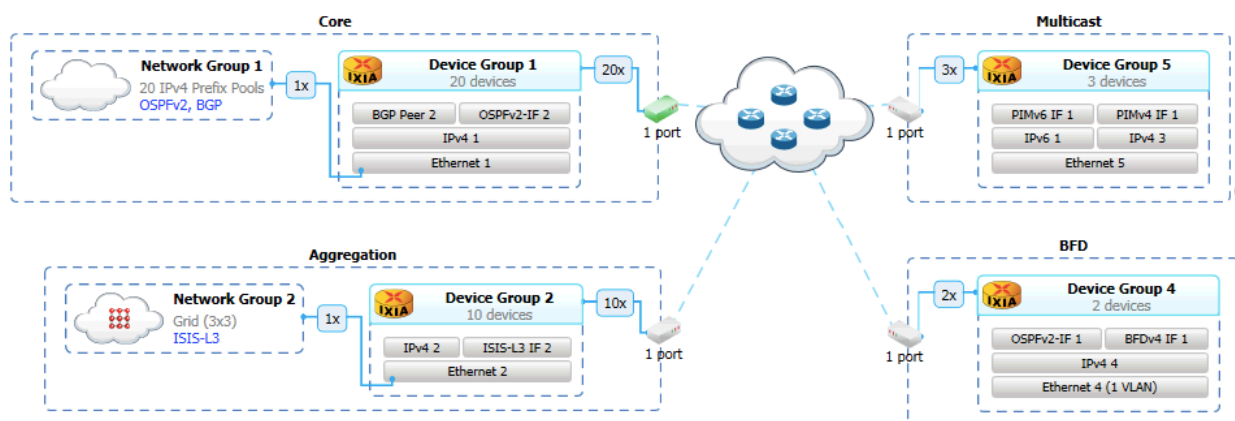 Core
Network Group 1
20 IPv4 Prefix Pools
OSPFv2, BGP
1x
IXIA
Device Group 1
20 devices
BGP Peer 2
OSPFv2-IF 2
IPv4 1
Ethernet 1
20x
1 port
Multicast
1 port
3x
IXIA
Device Group 5
3 devices
PIMv6 IF 1
PIMv4 IF 1
IPv6 1
IPv4 3
Ethernet 5
Aggregation
Network Group 2
Grid (3x3)
ISIS-L3
1x
IXIA
Device Group 2
10 devices
IPv4 2
ISIS-L3 IF 2
Ethernet 2
10x
1 port
BFD
1 port
2x
IXIA
Device Group 4
2 devices
OSPFv2-IF 1
BFDv4 IF 1
IPv4 4
Ethernet 4 (1 VLAN)